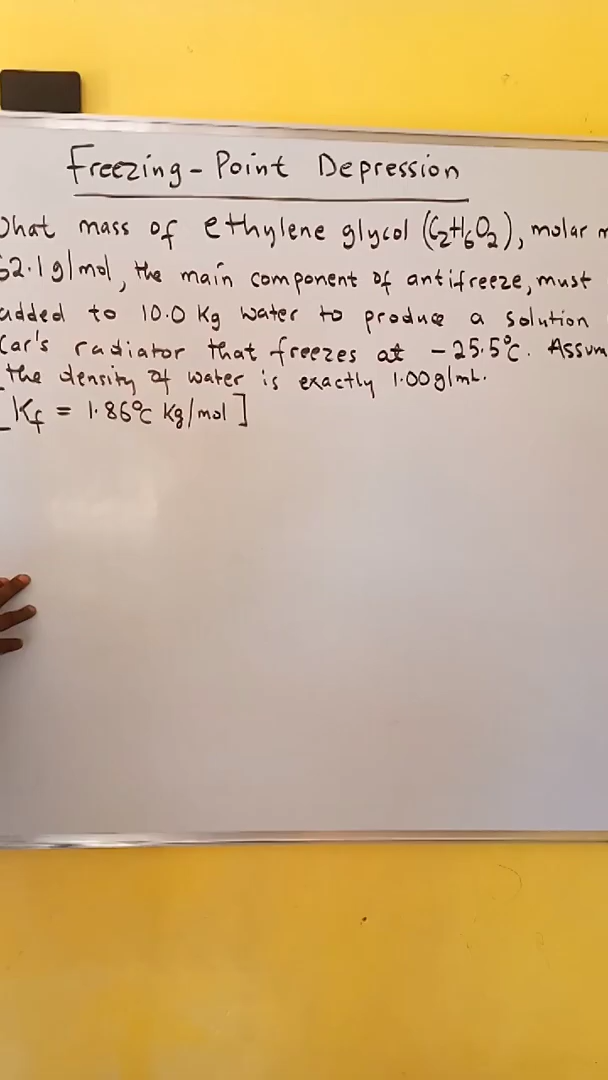 Freezing-Point Depression
What mass of ethylene glycol (C₂H₆O₂), molar m
62.1 g/mol, the main component of antifreeze, must
added to 10.0 Kg water to produce a solution
Car's radiator that freezes at -25.5°C. Assum
the density of water is exactly 1.00g/mL.
[Kf = 1.86°C Kg/mol]